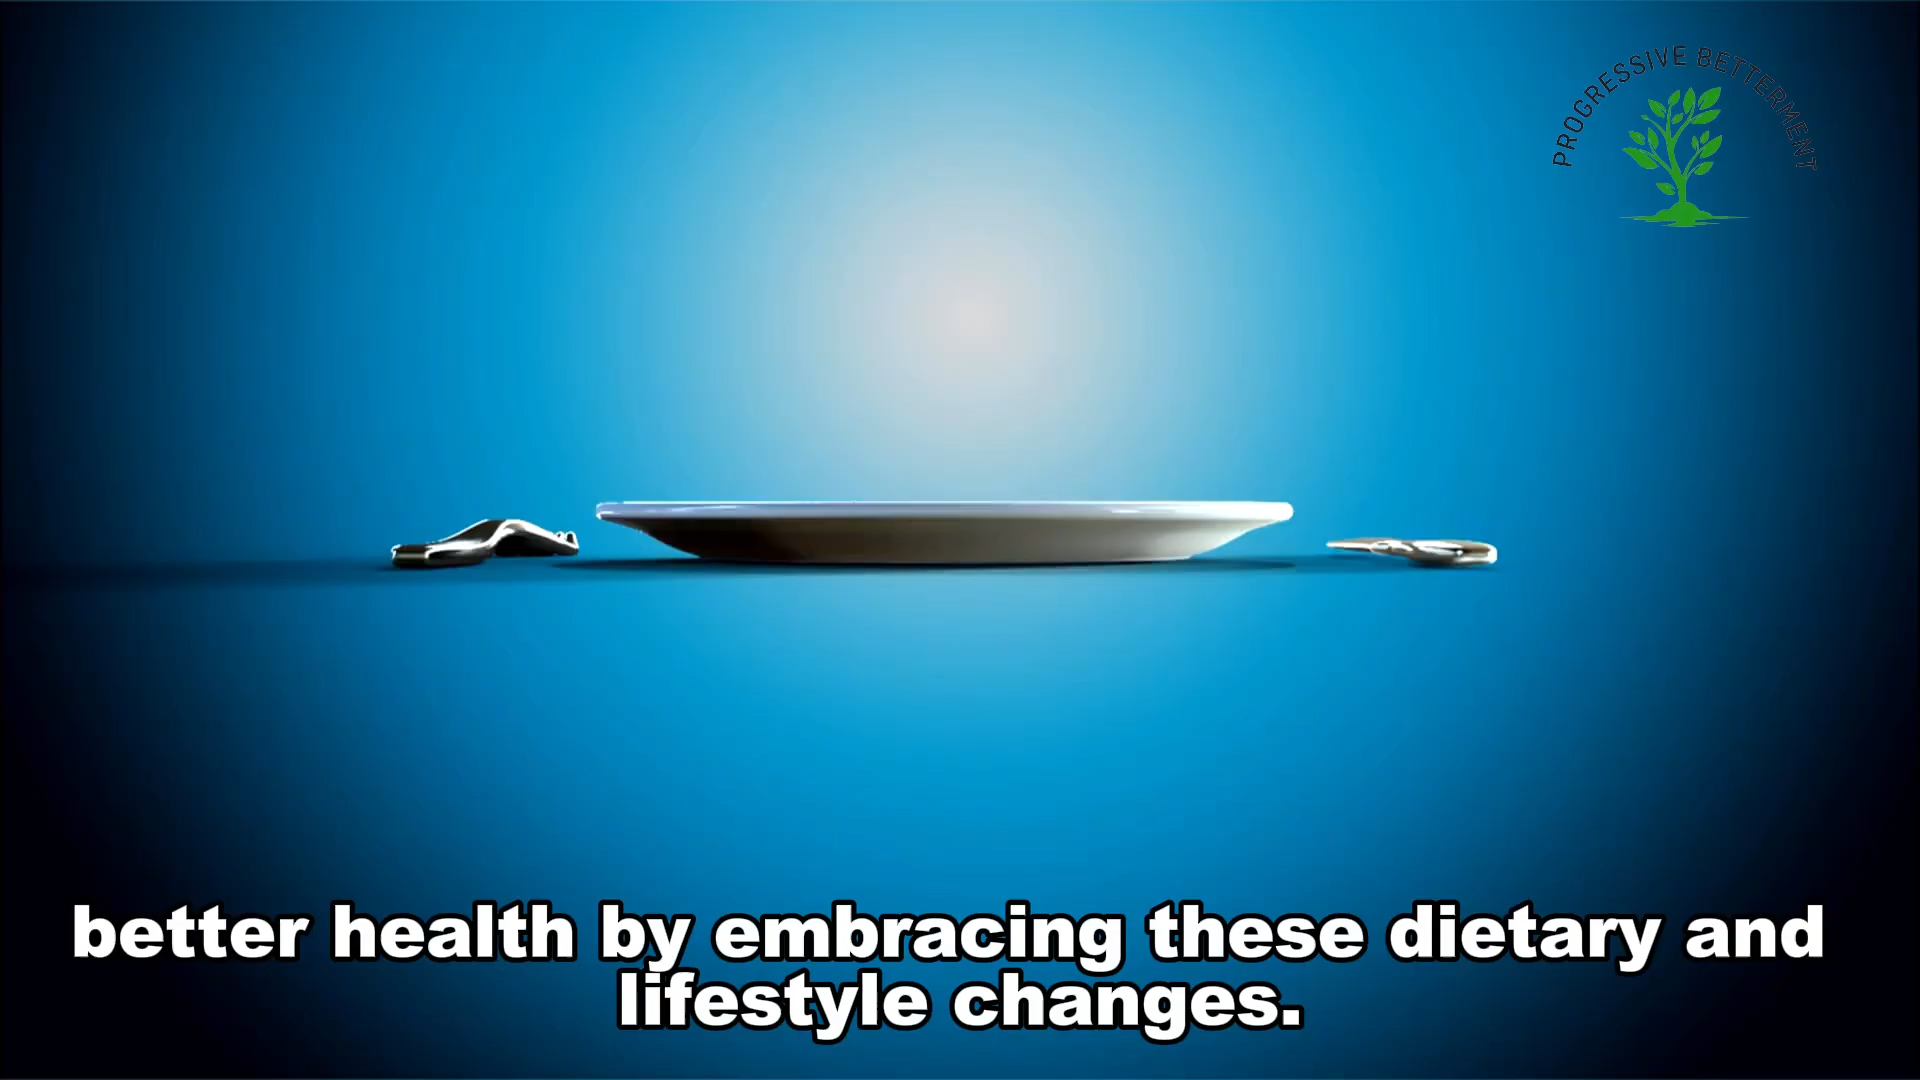 PROGRESSIVE BETTERMENT
better health by embracing these dietary and
lifestyle changes.